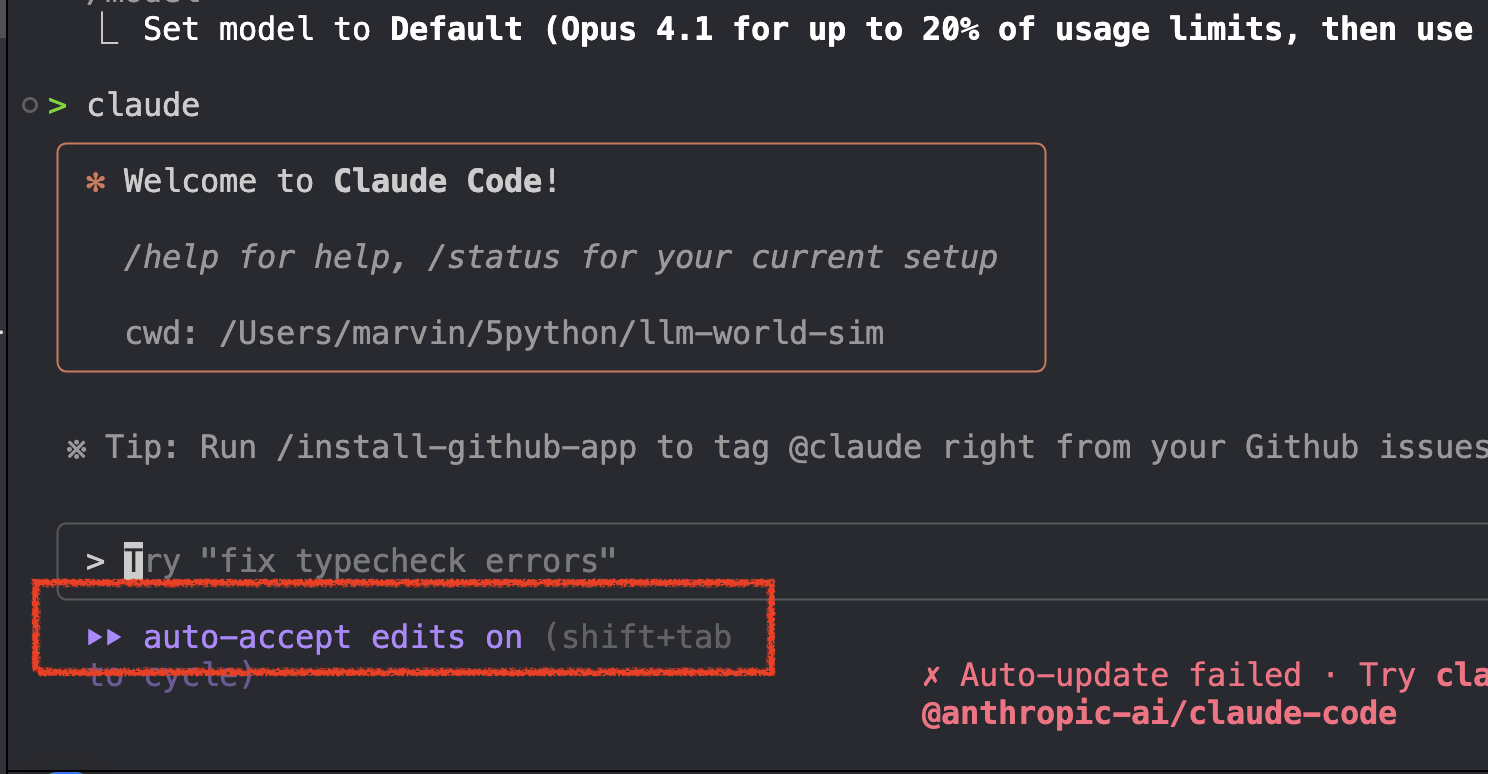 ⎿ Set model to Default (Opus 4.1 for up to 20% of usage limits, then use
> claude
✻ Welcome to Claude Code!
/help for help, /status for your current setup
cwd: /Users/marvin/5python/llm-world-sim
※ Tip: Run /install-github-app to tag @claude right from your Github issues
> Try "fix typecheck errors"
⏵⏵ auto-accept edits on (shift+tab
to cycle)
✗ Auto-update failed · Try cla
@anthropic-ai/claude-code